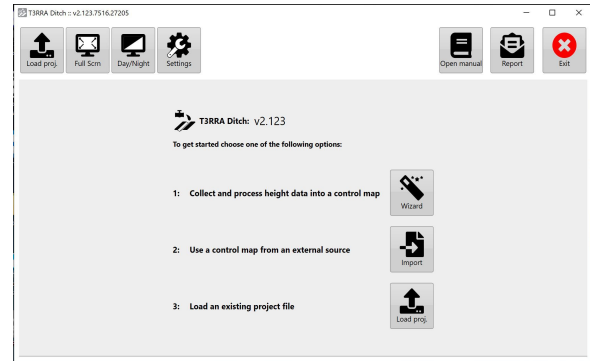 T3RRA Ditch :: v2.123.7516.27205
Load proj.
Full Scrn
Day/Night
Settings
Open manual
Report
Exit
T3RRA Ditch: v2.123
To get started choose one of the following options:
1: Collect and process height data into a control map
Wizard
2: Use a control map from an external source
Import
3: Load an existing project file
Load proj.